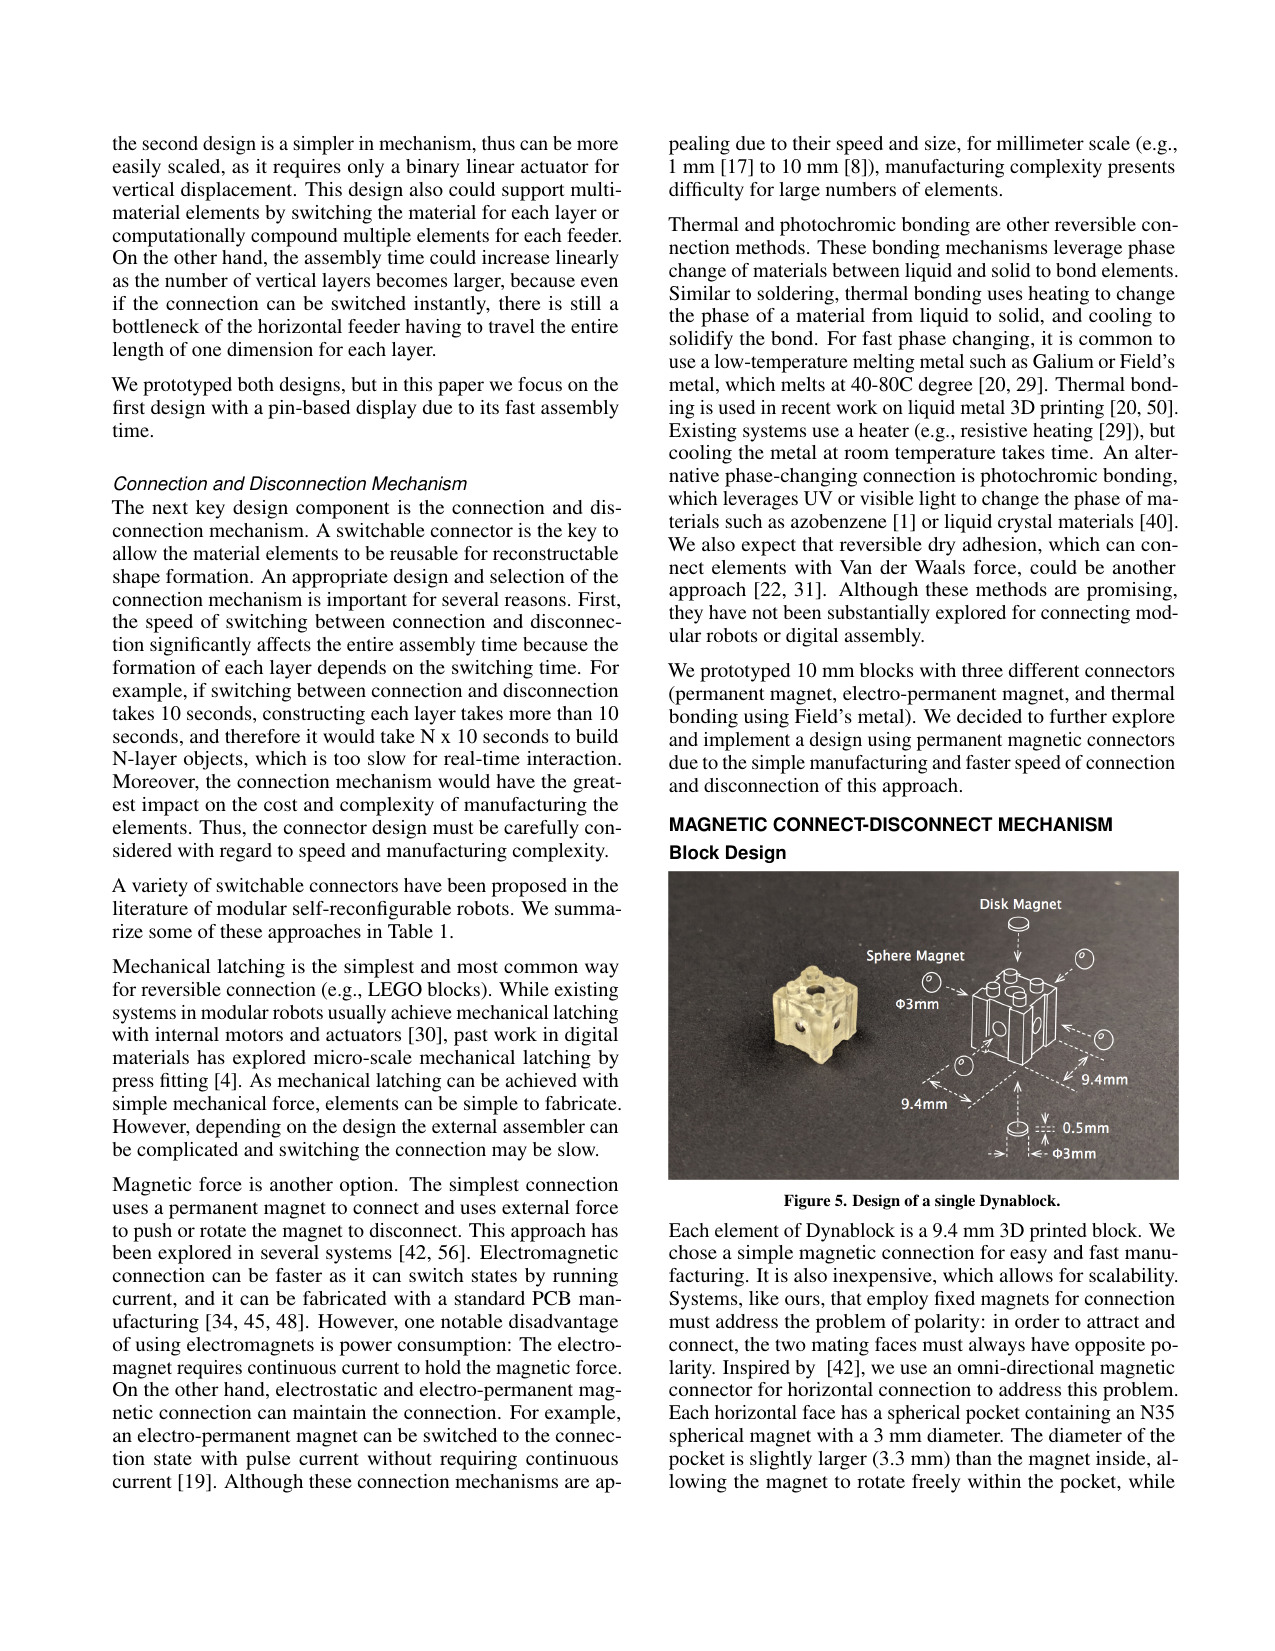 the second design is a simpler in mechanism, thus can be more
easily scaled, as it requires only a binary linear actuator for
vertical displacement. This design also could support multi-
material elements by switching the material for each layer or
computationally compound multiple elements for each feeder.
On the other hand, the assembly time could increase linearly
as the number of vertical layers becomes larger, because even
if the connection can be switched instantly, there is still a
bottleneck of the horizontal feeder having to travel the entire
length of one dimension for each layer.
We prototyped both designs, but in this paper we focus on the
first design with a pin-based display due to its fast assembly
time.
Connection and Disconnection Mechanism
The next key design component is the connection and dis-
connection mechanism. A switchable connector is the key to
allow the material elements to be reusable for reconstructable
shape formation. An appropriate design and selection of the
connection mechanism is important for several reasons. First,
the speed of switching between connection and disconnec-
tion significantly affects the entire assembly time because the
formation of each layer depends on the switching time. For
example, if switching between connection and disconnection
takes 10 seconds, constructing each layer takes more than 10
seconds, and therefore it would take N x 10 seconds to build
N-layer objects, which is too slow for real-time interaction.
Moreover, the connection mechanism would have the great-
est impact on the cost and complexity of manufacturing the
elements. Thus, the connector design must be carefully con-
sidered with regard to speed and manufacturing complexity.
A variety of switchable connectors have been proposed in the
literature of modular self-reconfigurable robots. We summa-
rize some of these approaches in Table 1.
Mechanical latching is the simplest and most common way
for reversible connection (e.g., LEGO blocks). While existing
systems in modular robots usually achieve mechanical latching
with internal motors and actuators [30], past work in digital
materials has explored micro-scale mechanical latching by
press fitting [4]. As mechanical latching can be achieved with
simple mechanical force, elements can be simple to fabricate.
However, depending on the design the external assembler can
be complicated and switching the connection may be slow.
Magnetic force is another option. The simplest connection
uses a permanent magnet to connect and uses external force
to push or rotate the magnet to disconnect. This approach has
been explored in several systems [42, 56]. Electromagnetic
connection can be faster as it can switch states by running
current, and it can be fabricated with a standard PCB man-
ufacturing [34, 45, 48]. However, one notable disadvantage
of using electromagnets is power consumption: The electro-
magnet requires continuous current to hold the magnetic force.
On the other hand, electrostatic and electro-permanent mag-
netic connection can maintain the connection. For example,
an electro-permanent magnet can be switched to the connec-
tion state with pulse current without requiring continuous
current [19]. Although these connection mechanisms are ap-
pealing due to their speed and size, for millimeter scale (e.g.,
1 mm [17] to 10 mm [8]), manufacturing complexity presents
difficulty for large numbers of elements.
Thermal and photochromic bonding are other reversible con-
nection methods. These bonding mechanisms leverage phase
change of materials between liquid and solid to bond elements.
Similar to soldering, thermal bonding uses heating to change
the phase of a material from liquid to solid, and cooling to
solidify the bond. For fast phase changing, it is common to
use a low-temperature melting metal such as Galium or Field's
metal, which melts at 40-80C degree [20, 29]. Thermal bond-
ing is used in recent work on liquid metal 3D printing [20, 50].
Existing systems use a heater (e.g., resistive heating [29]), but
cooling the metal at room temperature takes time. An alter-
native phase-changing connection is photochromic bonding,
which leverages UV or visible light to change the phase of ma-
terials such as azobenzene [1] or liquid crystal materials [40].
We also expect that reversible dry adhesion, which can con-
nect elements with Van der Waals force, could be another
approach [22, 31]. Although these methods are promising,
they have not been substantially explored for connecting mod-
ular robots or digital assembly.
We prototyped 10 mm blocks with three different connectors
(permanent magnet, electro-permanent magnet, and thermal
bonding using Field's metal). We decided to further explore
and implement a design using permanent magnetic connectors
due to the simple manufacturing and faster speed of connection
and disconnection of this approach.
MAGNETIC CONNECT-DISCONNECT MECHANISM
Block Design
Disk Magnet
Sphere Magnet
Φ3mm
9.4mm
9.4mm
0.5mm
Φ3mm
Figure 5. Design of a single Dynablock.
Each element of Dynablock is a 9.4 mm 3D printed block. We
chose a simple magnetic connection for easy and fast manu-
facturing. It is also inexpensive, which allows for scalability.
Systems, like ours, that employ fixed magnets for connection
must address the problem of polarity: in order to attract and
connect, the two mating faces must always have opposite po-
larity. Inspired by [42], we use an omni-directional magnetic
connector for horizontal connection to address this problem.
Each horizontal face has a spherical pocket containing an N35
spherical magnet with a 3 mm diameter. The diameter of the
pocket is slightly larger (3.3 mm) than the magnet inside, al-
lowing the magnet to rotate freely within the pocket, while